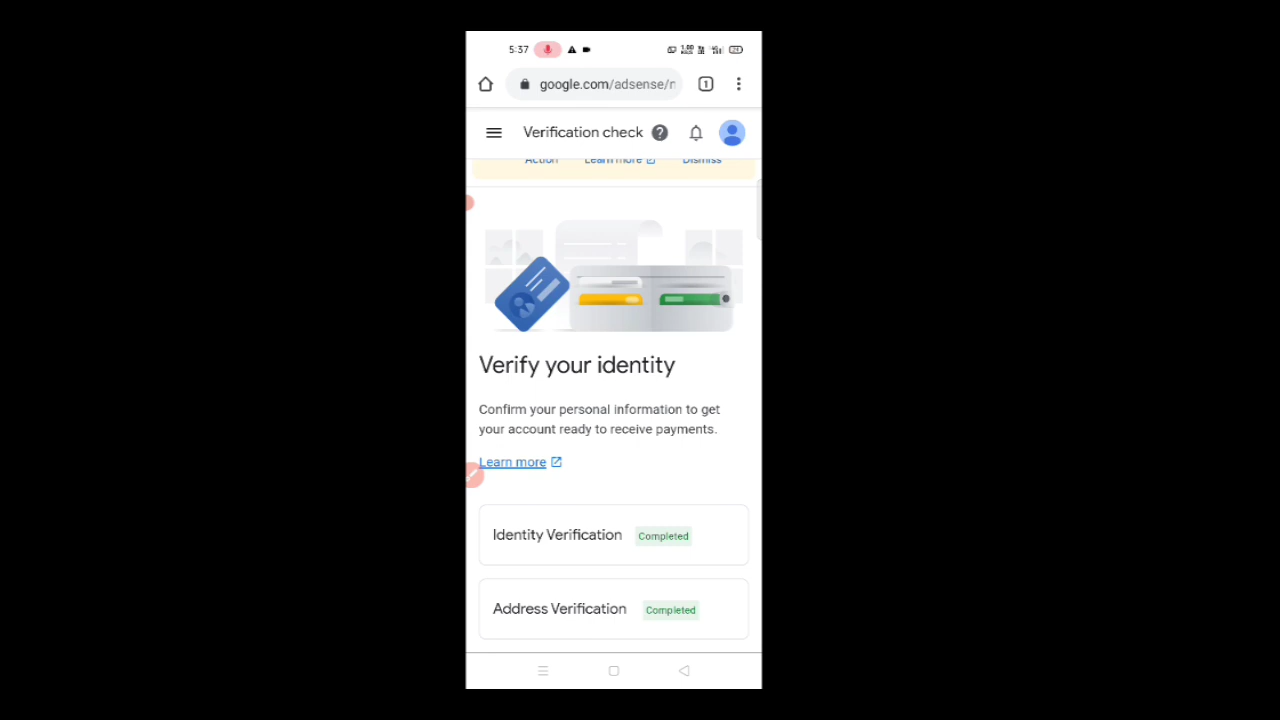 5:37
google.com/adsense/r
1
Verification check
Action Learn more Dismiss
Verify your identity
Confirm your personal information to get
your account ready to receive payments.
Learn more
Identity Verification Completed
Address Verification Completed